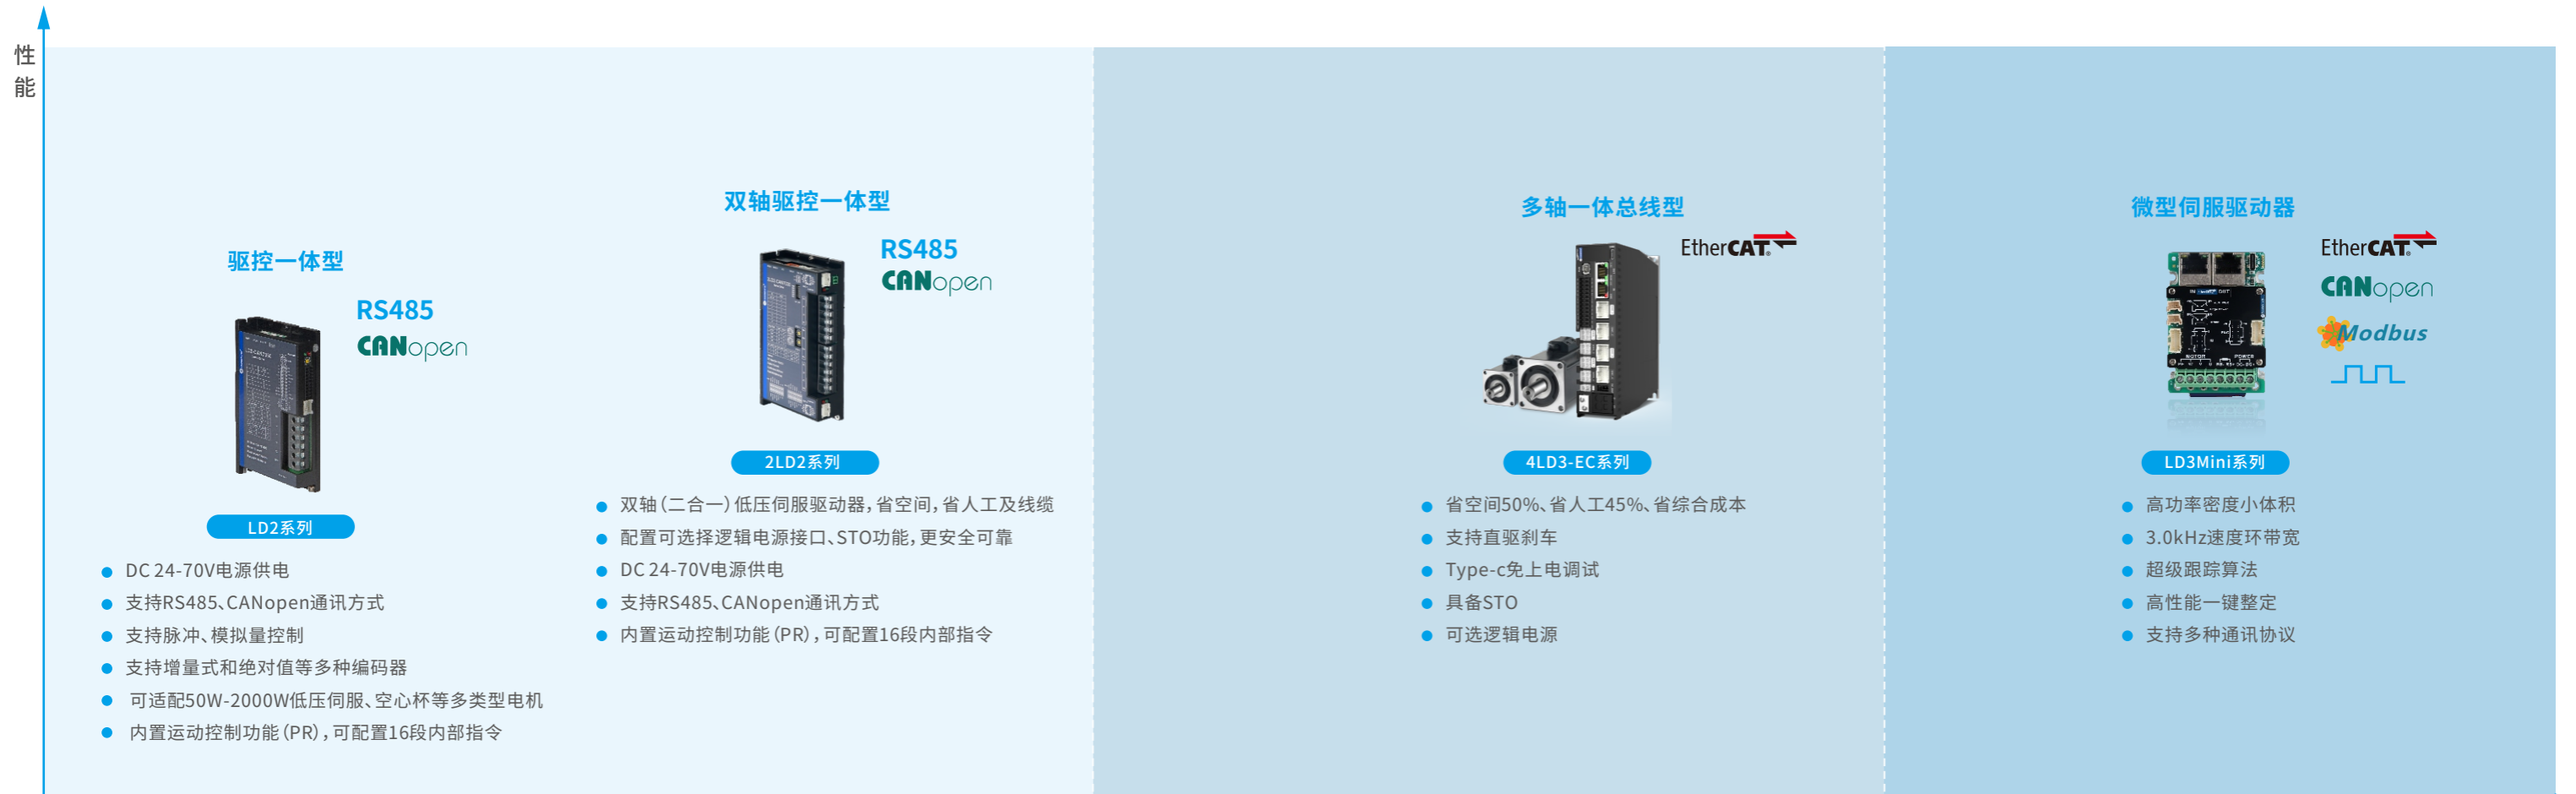 性
能
驱控一体型
RS485
CANopen
LD2系列
DC 24-70V电源供电
支持RS485、CANopen通讯方式
支持脉冲、模拟量控制
支持增量式和绝对值等多种编码器
可适配50W-2000W低压伺服、空心杯等多类型电机
内置运动控制功能（PR），可配置16段内部指令
双轴驱控一体型
RS485
CANopen
2LD2系列
双轴（二合一）低压伺服驱动器，省空间，省人工及线缆
配置可选择逻辑电源接口、STO功能，更安全可靠
DC 24-70V电源供电
支持RS485、CANopen通讯方式
内置运动控制功能（PR），可配置16段内部指令
多轴一体总线型
EtherCAT®
4LD3-EC系列
省空间50%、省人工45%、省综合成本
支持直驱刹车
Type-c免上电调试
具备STO
可选逻辑电源
微型伺服驱动器
EtherCAT®
CANopen
Modbus
MOTOR POWER
LD3Mini系列
高功率密度小体积
3.0kHz速度环带宽
超级跟踪算法
高性能一键整定
支持多种通讯协议